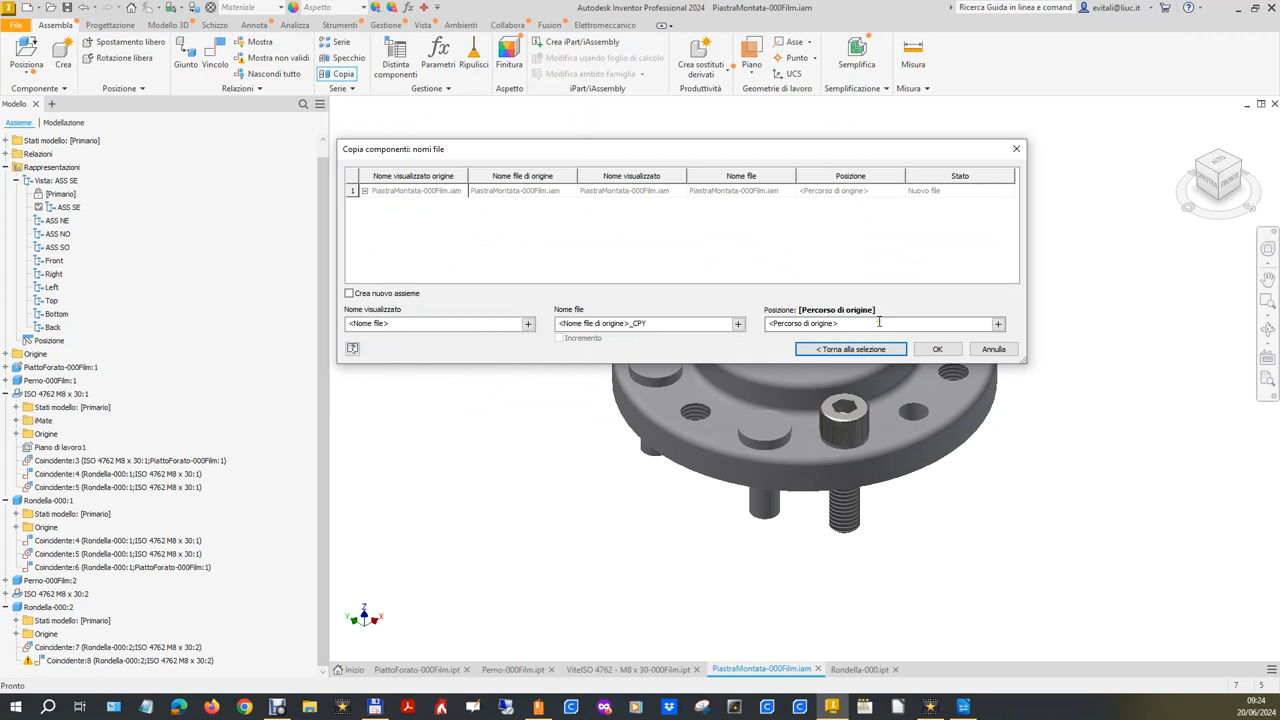 Materiale
Aspetto
Autodesk Inventor Professional 2024   PiastraMontata-000Film.iam
Ricerca Guida in linea e comand
evitali@liuc.it
File
Assembla
Progettazione
Modello 3D
Schizzo
Annota
Analizza
Strumenti
Gestione
Vista
Ambienti
Collabora
Fusion
Elettromeccanico
Posiziona
Crea
Spostamento libero
Rotazione libera
Giunto
Vincolo
Mostra
Mostra non validi
Nascondi tutto
Serie
Specchio
Copia
Distinta componenti
Parametri
Ripulisci
Finitura
Crea iPart/iAssembly
Modifica usando foglio di calcolo
Modifica ambito famiglia
Crea sostituti derivati
Piano
Asse
Punto
UCS
Semplifica
Misura
Componente
Posizione
Relazioni
Serie
Gestione
Aspetto
iPart/iAssembly
Produttività
Geometrie di lavoro
Semplificazione
Misura
Modello
Assieme
Modellazione
Stati modello: [Primario]
Relazioni
Rappresentazioni
Vista: ASS SE
[Primario]
ASS SE
ASS NE
ASS NO
ASS SO
Front
Right
Left
Top
Bottom
Back
Posizione
Origine
PiattoForato-000Film:1
Perno-000Film:1
ISO 4762 M8 x 30:1
Stati modello: [Primario]
iMate
Origine
Piano di lavoro1
Coincidente:3 (ISO 4762 M8 x 30:1;PiattoForato-000Film:1)
Coincidente:4 (Rondella-000:1;ISO 4762 M8 x 30:1)
Coincidente:5 (Rondella-000:1;ISO 4762 M8 x 30:1)
Rondella-000:1
Stati modello: [Primario]
Origine
Coincidente:4 (Rondella-000:1;ISO 4762 M8 x 30:1)
Coincidente:5 (Rondella-000:1;ISO 4762 M8 x 30:1)
Coincidente:6 (Rondella-000:1;PiattoForato-000Film:1)
Perno-000Film:2
ISO 4762 M8 x 30:2
Rondella-000:2
Stati modello: [Primario]
Origine
Coincidente:7 (Rondella-000:2;ISO 4762 M8 x 30:2)
Coincidente:8 (Rondella-000:2;ISO 4762 M8 x 30:2)
Copia componenti: nomi file
Nome visualizzato origine
Nome file di origine
Nome visualizzato
Nome file
Posizione
Stato
1
PiastraMontata-000Film.iam
PiastraMontata-000Film.iam
PiastraMontata-000Film.iam
PiastraMontata-000Film.iam
<Percorso di origine>
Nuovo file
Crea nuovo assieme
Nome visualizzato
Nome file
Posizione: [Percorso di origine]
<Nome file>
<Nome file di origine>_CPY
<Percorso di origine>
Incremento
< Torna alla selezione
OK
Annulla
FRONTE
Z
Y
X
Inizio
PiattoForato-000Film.ipt
Perno-000Film.ipt
ViteISO 4762 - M8 x 30-000Film.ipt
PiastraMontata-000Film.iam
Rondella-000.ipt
Pronto
7
5
09:24
20/06/2024